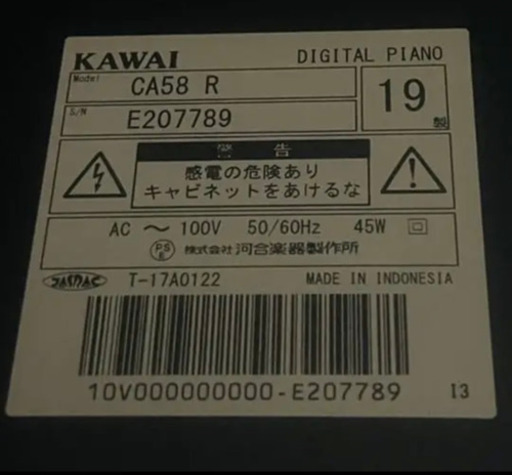 KAWAI DIGITAL PIANO
Model CA58 R
19製
S/N E207789
警告
感電の危険あり
キャビネットをあけるな
AC ～ 100V 50/60Hz 45W
PSE 株式会社 河合楽器製作所
JASRAC T-17A0122 MADE IN INDONESIA
10V000000000-E207789 13